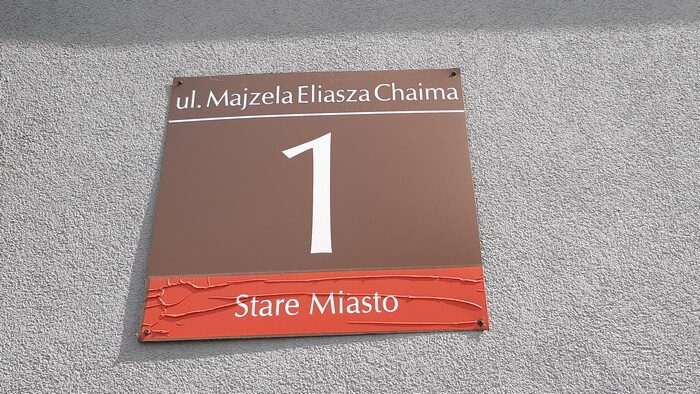 ul. Majzela Eliasza Chaima
1
Stare Miasto